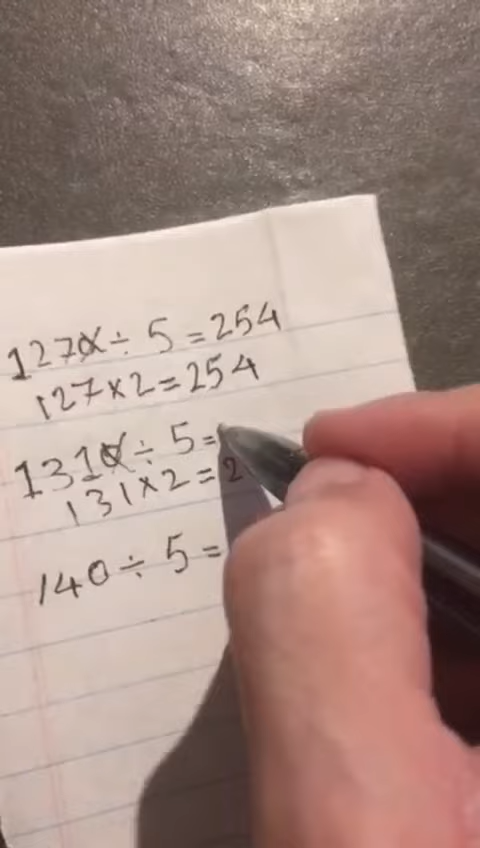 1270 ÷ 5 = 254
127 × 2 = 254
1310 ÷ 5 =
131 × 2 = 2
140 ÷ 5 =